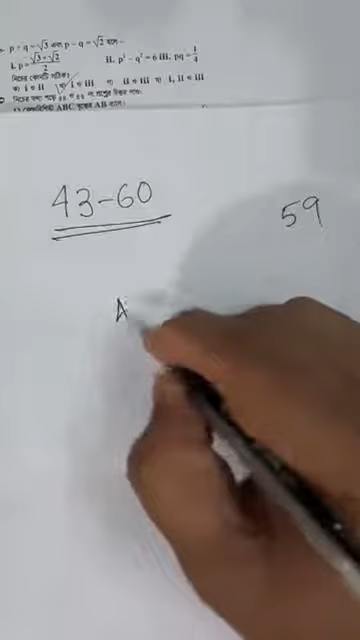 p + q = √3 এবং p − q = √2 হলে−
i. p = (√3 + √2)/2 ii. p² − q² = 6 iii. pq = 1/4
নিচের কোনটি সঠিক?
ক) i ও ii খ) i ও iii গ) ii ও iii ঘ) i, ii ও iii
43-60
59
A